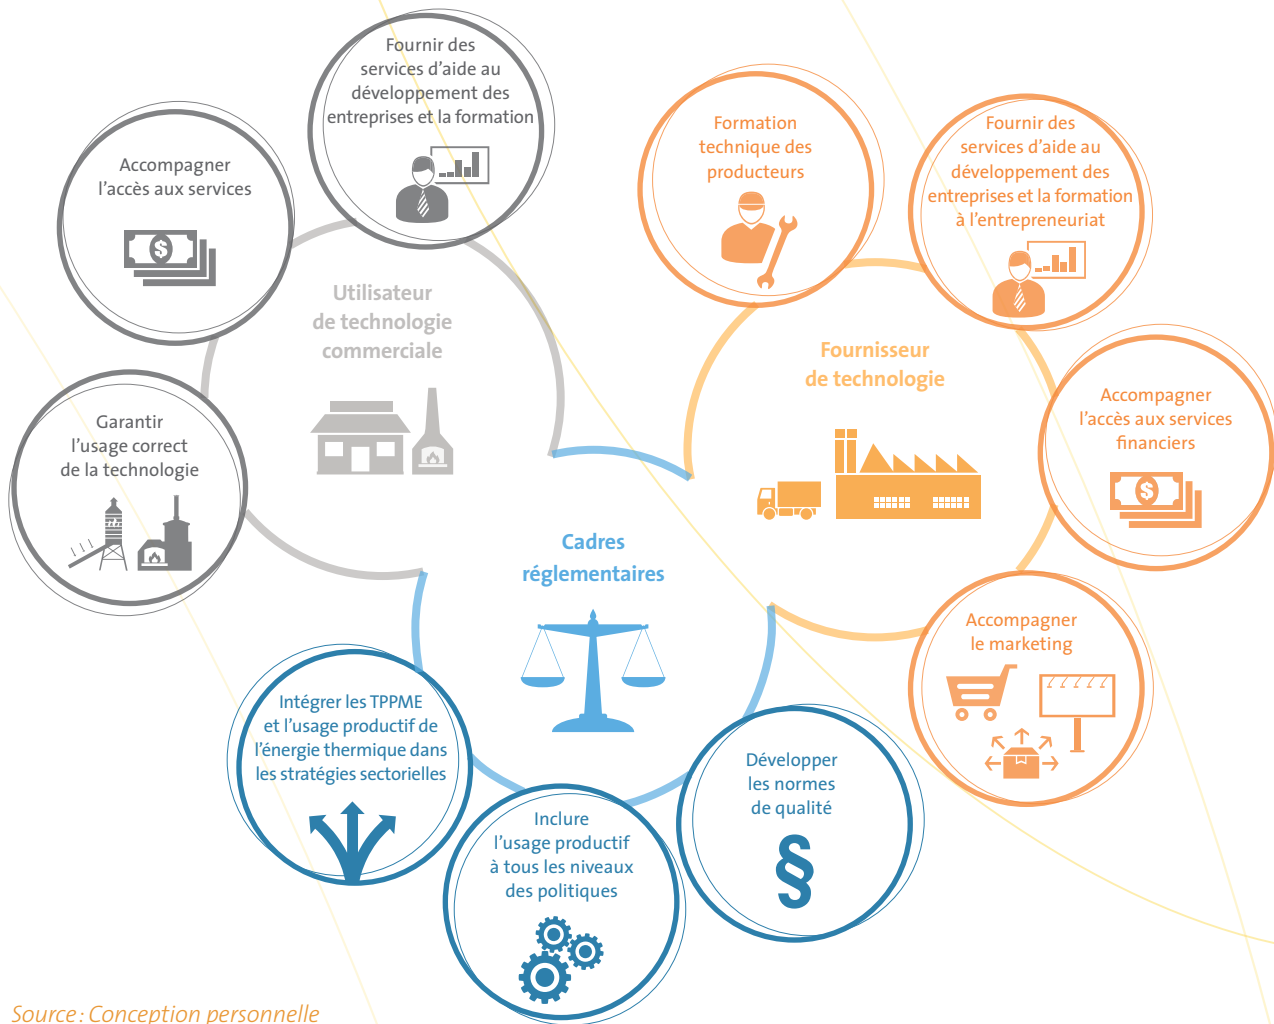 Fournir des
services d'aide au
développement des
entreprises et la formation
Accompagner
l'accès aux services
Garantir
l'usage correct
de la technologie
Utilisateur
de technologie
commerciale
Formation
technique des
producteurs
Fournir des
services d'aide au
développement des
entreprises et la formation
à l'entrepreneuriat
Fournisseur
de technologie
Accompagner
l'accès aux services
financiers
Accompagner
le marketing
Cadres
réglementaires
Intégrer les TPPME
et l'usage productif de
l'énergie thermique dans
les stratégies sectorielles
Inclure
l'usage productif
à tous les niveaux
des politiques
Développer
les normes
de qualité
§
Source : Conception personnelle